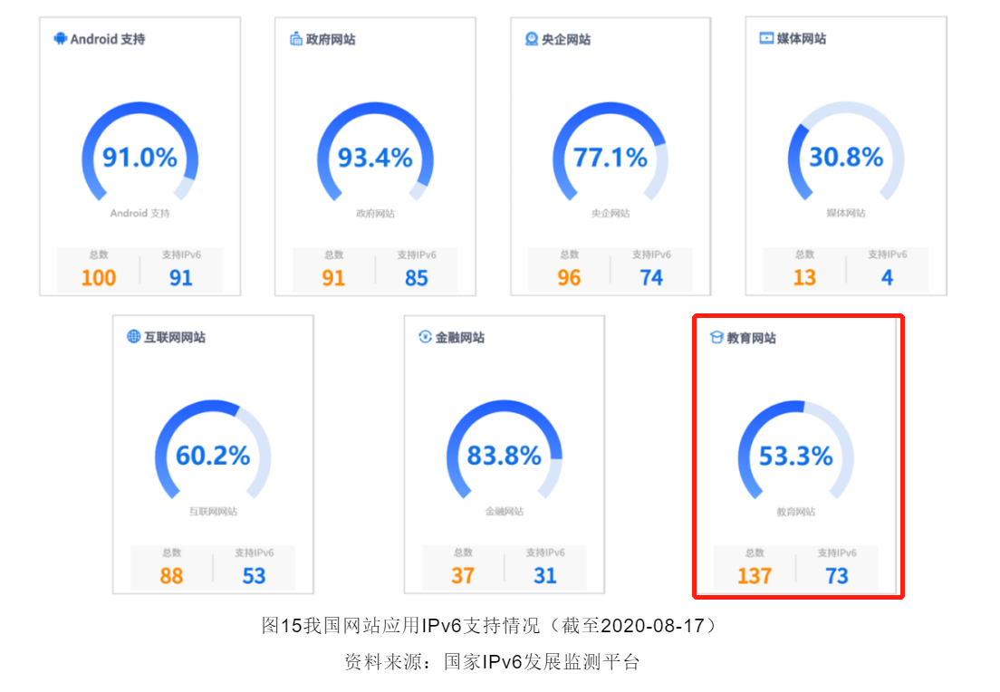 Android 支持
91.0%
Android 支持
总数 支持IPv6
100 91
政府网站
93.4%
政府网站
总数 支持IPv6
91 85
央企网站
77.1%
央企网站
总数 支持IPv6
96 74
媒体网站
30.8%
媒体网站
总数 支持IPv6
13 4
互联网网站
60.2%
互联网网站
总数 支持IPv6
88 53
金融网站
83.8%
金融网站
总数 支持IPv6
37 31
教育网站
53.3%
教育网站
总数 支持IPv6
137 73
图15我国网站应用IPv6支持情况（截至2020-08-17）
资料来源：国家IPv6发展监测平台